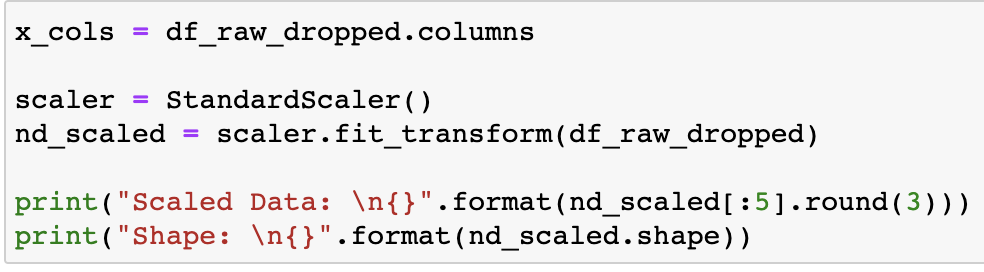 x_cols = df_raw_dropped.columns
scaler = StandardScaler()
nd_scaled = scaler.fit_transform(df_raw_dropped)
print("Scaled Data: \n{}".format(nd_scaled[:5].round(3)))
print("Shape: \n{}".format(nd_scaled.shape))